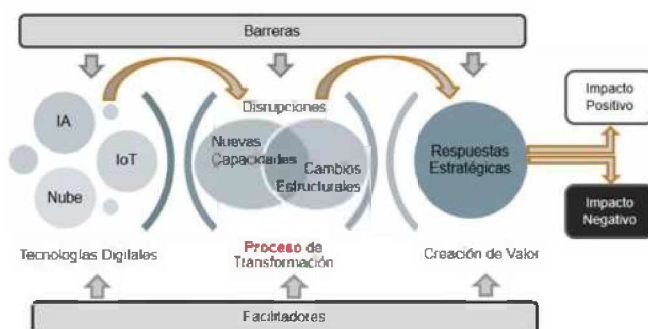 Barreras
Impacto
Positivo
Disrupciones
IA
IoT
Nube
Nuevas
Capacidades
Cambios
Estructurales
Respuestas
Estratégicas
Impacto
Negativo
Tecnologías Digitales
Proceso de
Transformación
Creación de Valor
Facilitadores